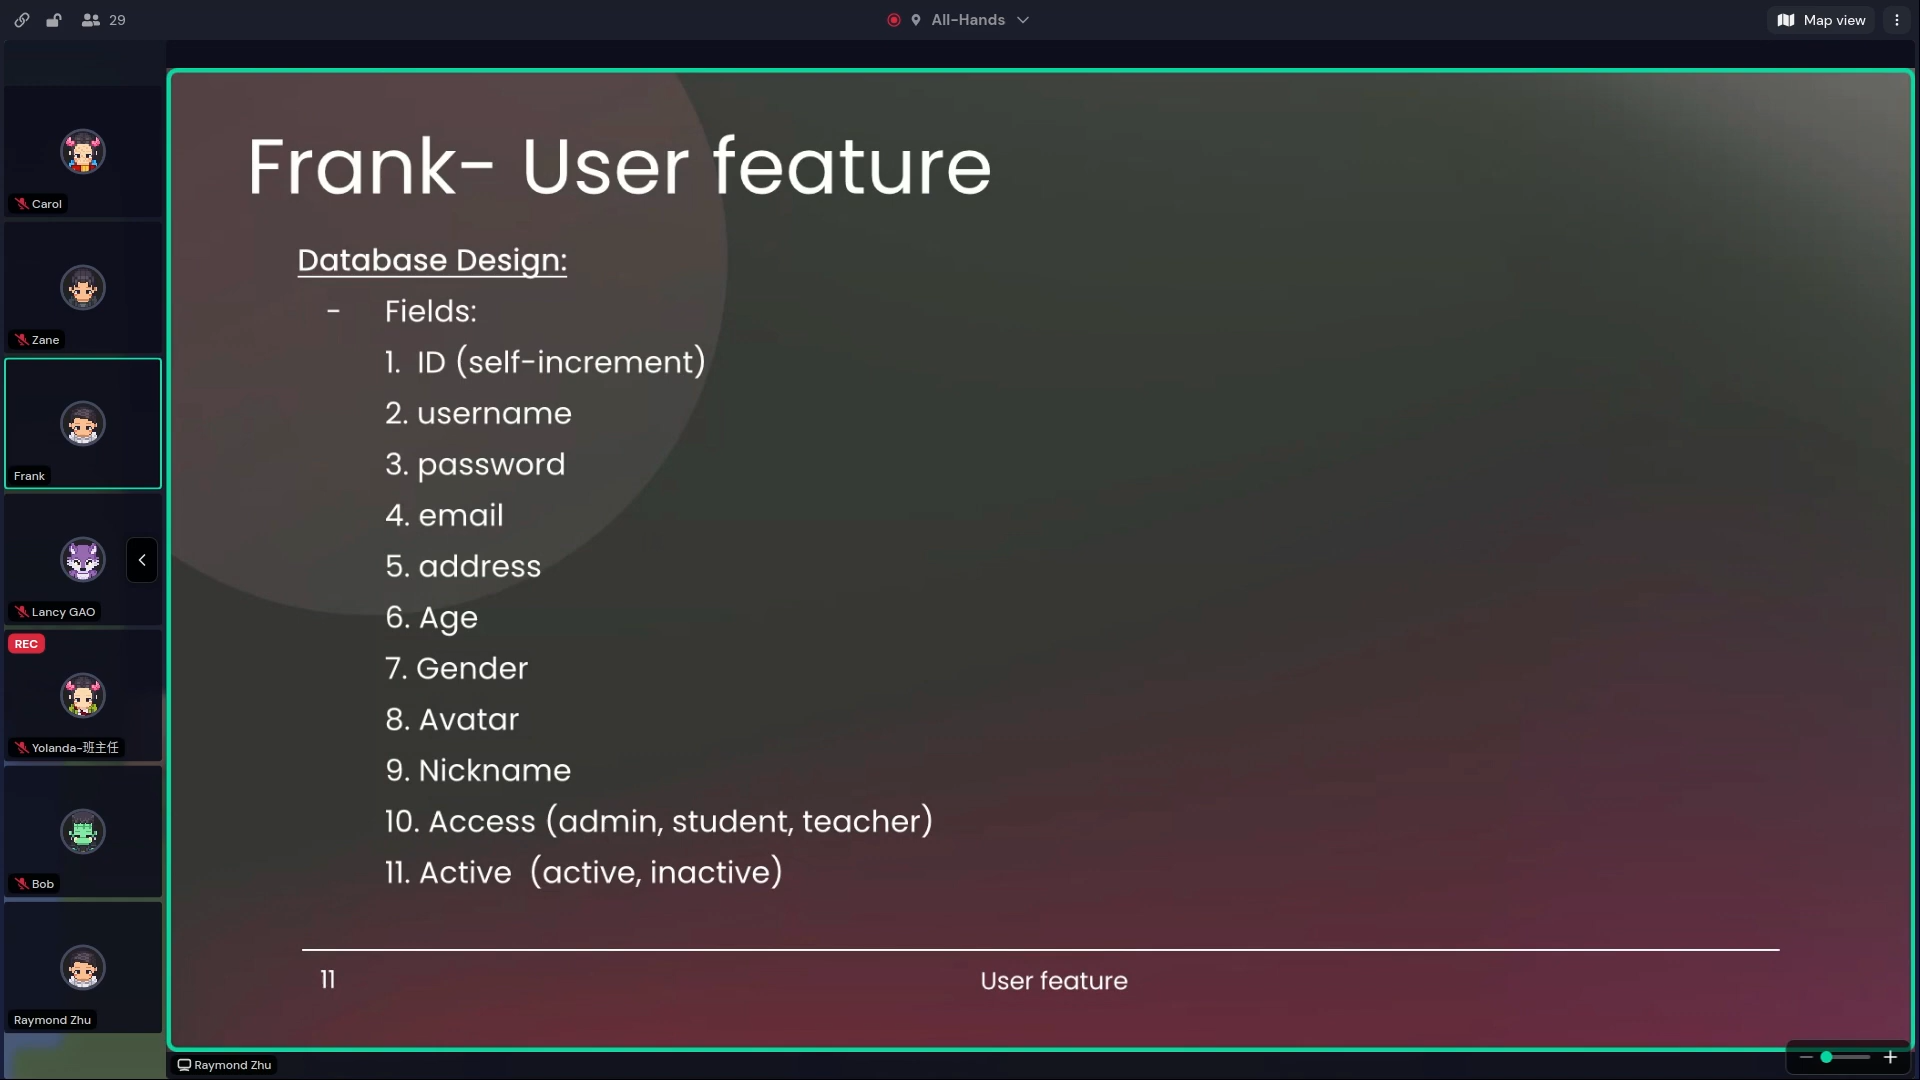 29
All-Hands
Map view
Carol
Zane
Frank
Lancy GAO
REC
Yolanda-班主任
Bob
Raymond Zhu
Frank- User feature
Database Design:
- Fields:
1. ID (self-increment)
2. username
3. password
4. email
5. address
6. Age
7. Gender
8. Avatar
9. Nickname
10. Access (admin, student, teacher)
11. Active (active, inactive)
11
User feature
Raymond Zhu